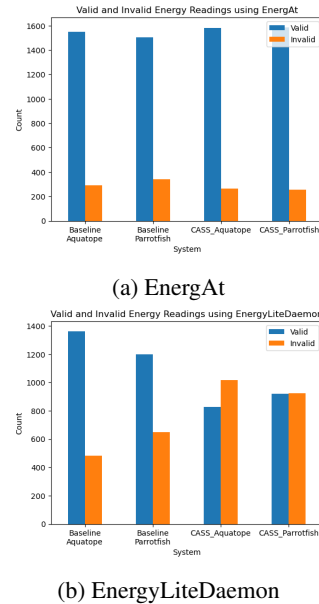 Valid and Invalid Energy Readings using EnergAt
1600
1400
1200
1000
800
600
400
200
0
Count
Valid
Invalid
Baseline
Aquatope
Baseline
Parrotfish
CASS_Aquatope
CASS_Parrotfish
System
(a) EnergAt
Valid and Invalid Energy Readings using EnergyLiteDaemon
1400
1200
1000
800
600
400
200
0
Count
Valid
Invalid
Baseline
Aquatope
Baseline
Parrotfish
CASS_Aquatope
CASS_Parrotfish
System
(b) EnergyLiteDaemon